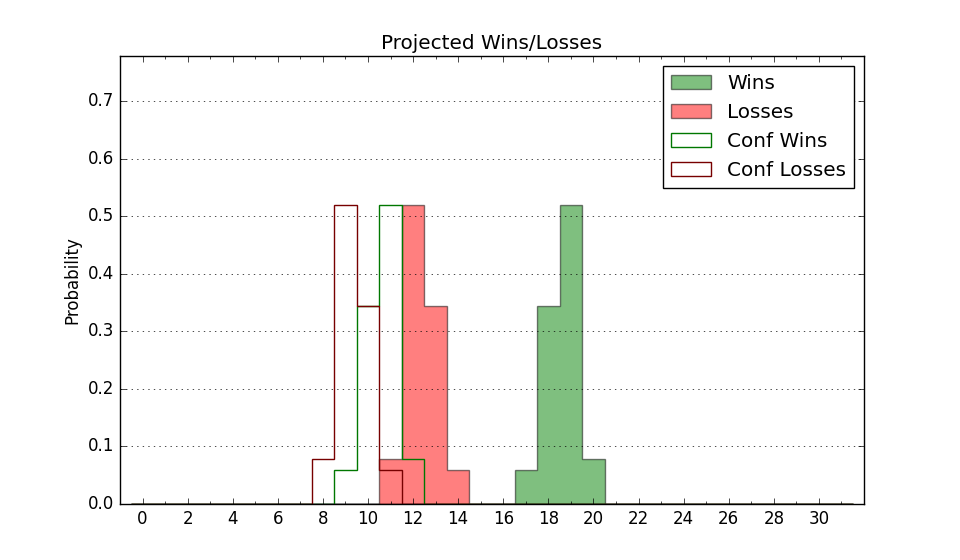 Projected Wins/Losses
Wins
Losses
Conf Wins
Conf Losses
Probability
0.7
0.6
0.5
0.4
0.3
0.2
0.1
0.0
0 2 4 6 8 10 12 14 16 18 20 22 24 26 28 30